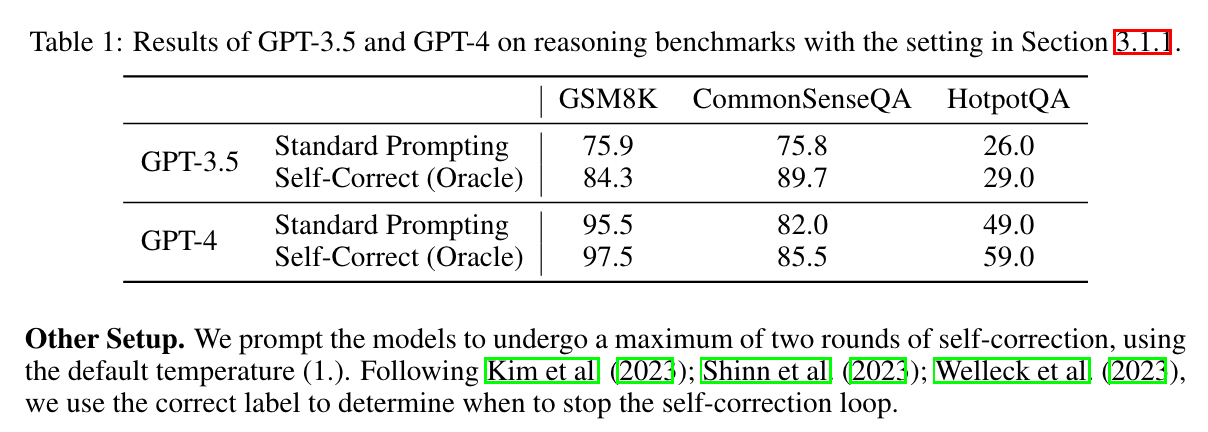 Table 1: Results of GPT-3.5 and GPT-4 on reasoning benchmarks with the setting in Section 3.1.1.
GSM8K CommonSenseQA HotpotQA
GPT-3.5
Standard Prompting 75.9 75.8 26.0
Self-Correct (Oracle) 84.3 89.7 29.0
GPT-4
Standard Prompting 95.5 82.0 49.0
Self-Correct (Oracle) 97.5 85.5 59.0
Other Setup. We prompt the models to undergo a maximum of two rounds of self-correction, using
the default temperature (1.). Following Kim et al. (2023); Shinn et al. (2023); Welleck et al. (2023),
we use the correct label to determine when to stop the self-correction loop.